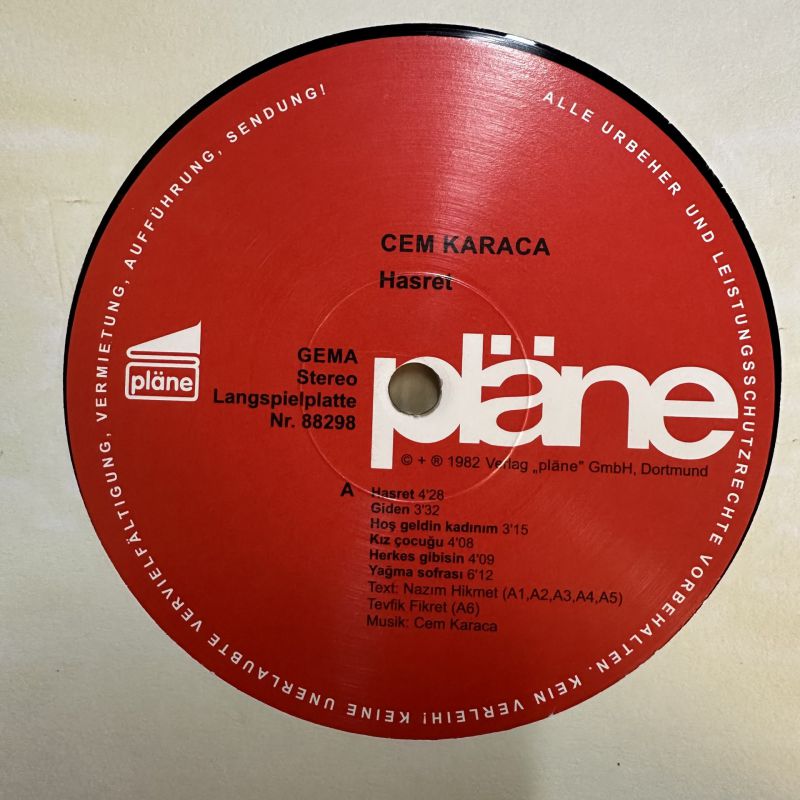 ALLE URBEHER UND LEISTUNGSSCHUTZRECHTE VORBEHALTEN. KEIN VERLEIH! KEINE UNERLAUBTE VERVIELFÄLTIGUNG, VERMIETUNG, AUFFÜHRUNG, SENDUNG!
CEM KARACA
Hasret
pläne
GEMA
Stereo
Langspielplatte
Nr. 88298
pläne
© + ® 1982 Verlag „pläne" GmbH, Dortmund
A
Hasret 4'28
Giden 3'32
Hoş geldin kadınım 3'15
Kız çocuğu 4'08
Herkes gibisin 4'09
Yağma sofrası 6'12
Text: Nazım Hikmet (A1,A2,A3,A4,A5)
Tevfik Fikret (A6)
Musik: Cem Karaca